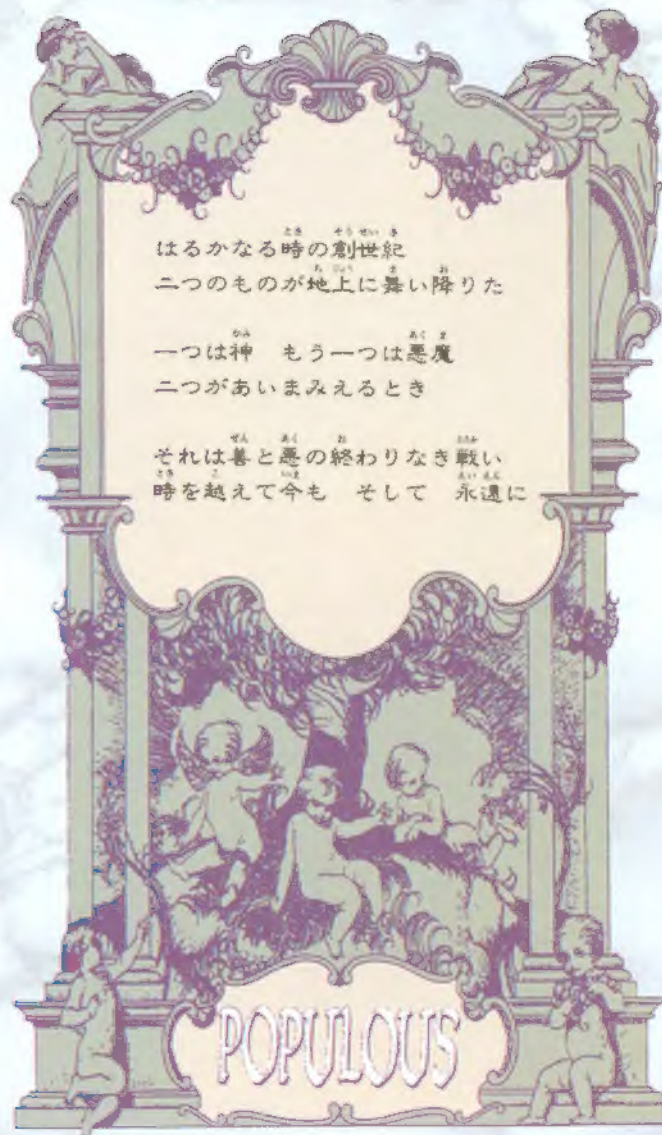 はるかなる時の創世紀
二つのものが地上に舞い降りた
一つは神　もう一つは悪魔
二つがあいまみえるとき
それは善と悪の終わりなき戦い
時を越えて今も　そして　永遠に
POPULOUS